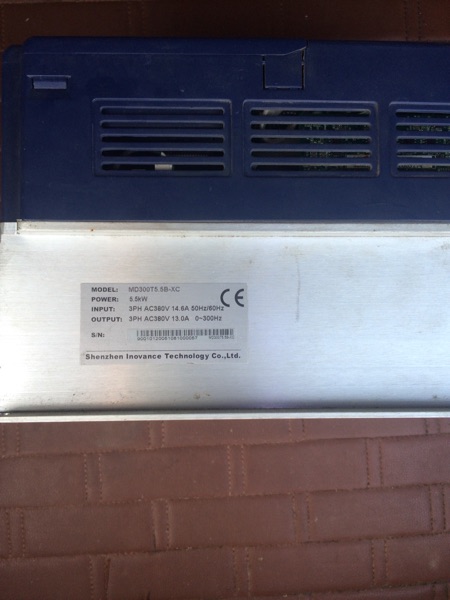 MODEL: MD300T5.5B-XC
POWER: 5.5kW
INPUT: 3PH AC380V 14.6A 50Hz/60Hz
OUTPUT: 3PH AC380V 13.0A 0~300Hz
S/N:
Shenzhen Inovance Technology Co.,Ltd.
CE